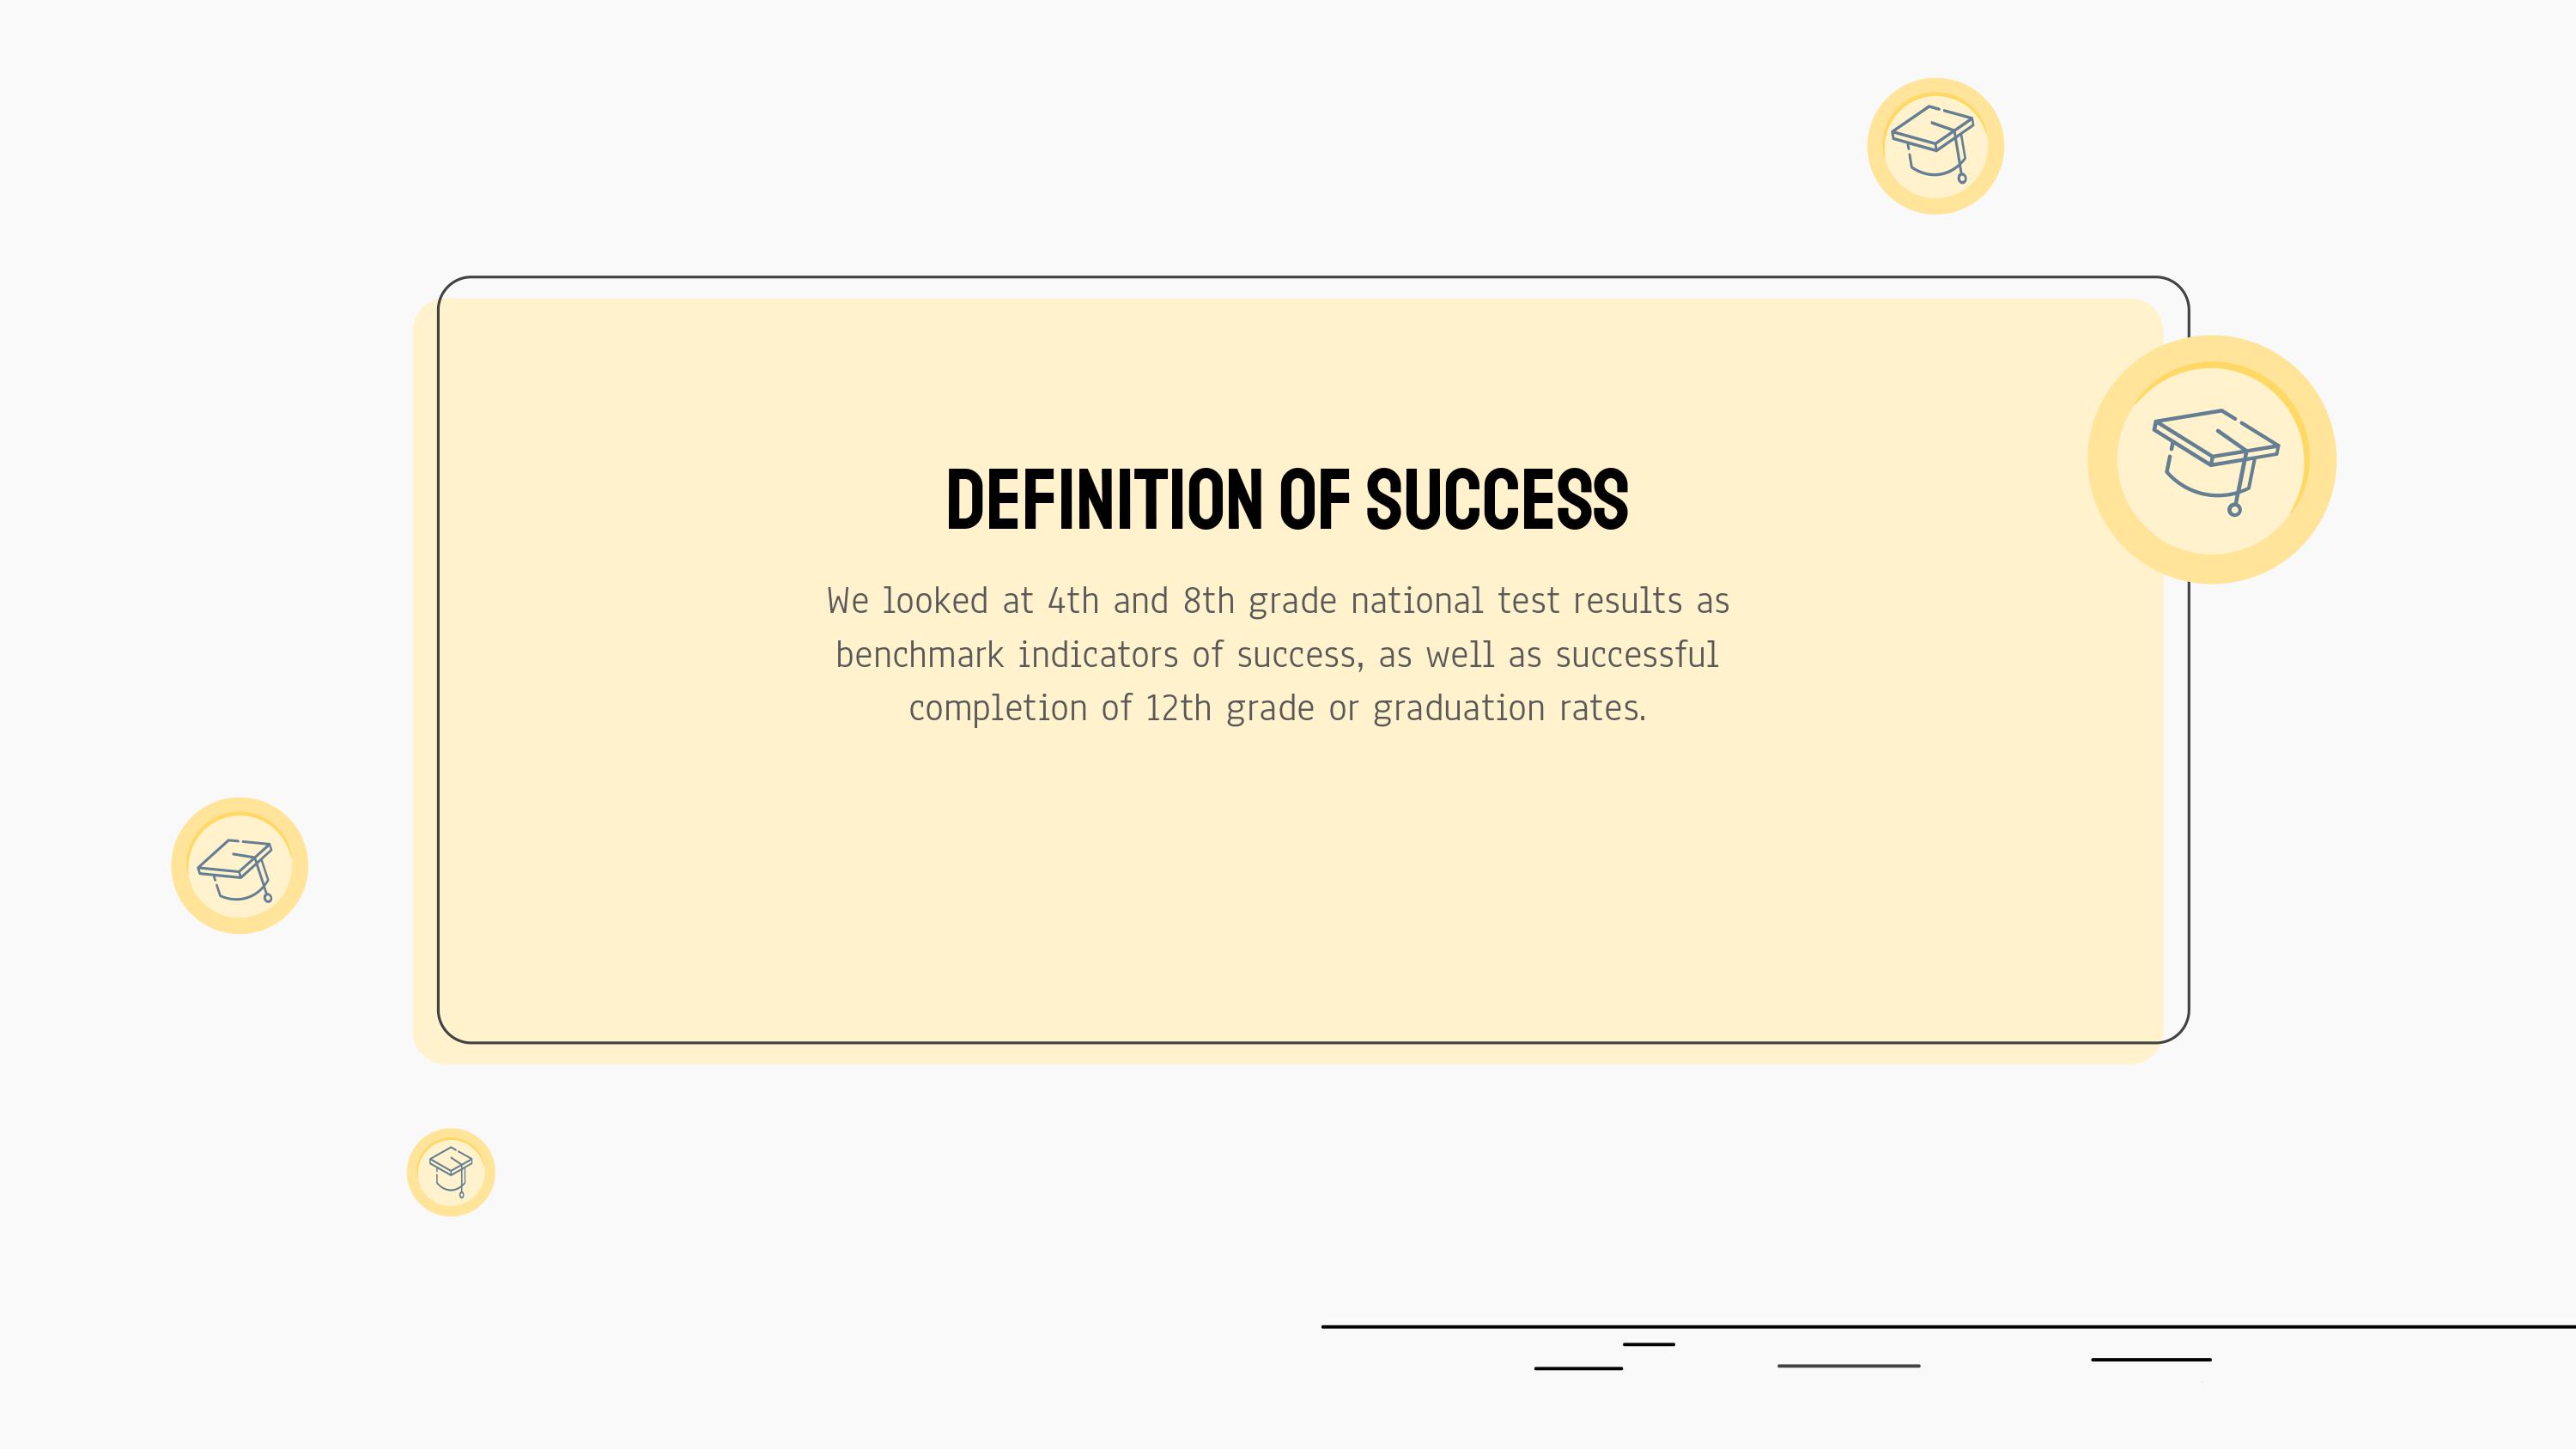 DEFINITION OF SUCCESS
We looked at 4th and 8th grade national test results as
benchmark indicators of success, as well as successful
completion of 12th grade or graduation rates.